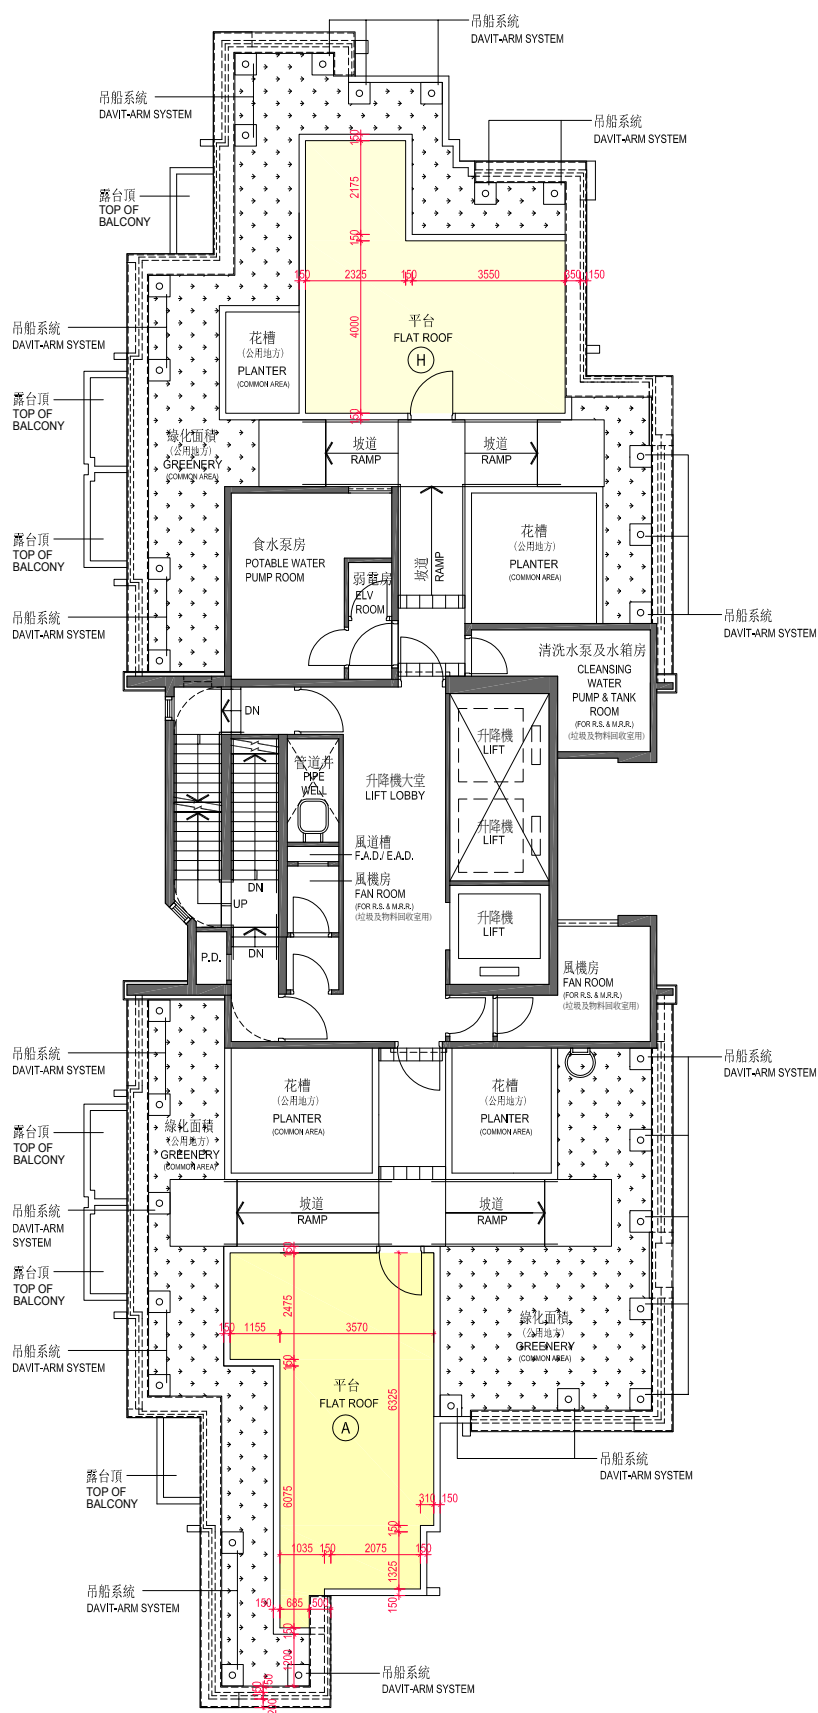 吊船系統
DAVIT-ARM SYSTEM
吊船系統
DAVIT-ARM SYSTEM
吊船系統
DAVIT-ARM SYSTEM
150
2175
露台頂
TOP OF
BALCONY
150
150
2325
150
3550
350
150
4000
平台
FLAT ROOF
H
吊船系統
DAVIT-ARM SYSTEM
花槽
(公用地方)
PLANTER
(COMMON AREA)
露台頂
TOP OF
BALCONY
150
綠化面積
(公用地方)
GREENERY
(COMMON AREA)
坡道
RAMP
坡道
RAMP
露台頂
TOP OF
BALCONY
食水泵房
POTABLE WATER
PUMP ROOM
坡道
RAMP
花槽
(公用地方)
PLANTER
(COMMON AREA)
弱電房
ELV
ROOM
吊船系統
DAVIT-ARM SYSTEM
吊船系統
DAVIT-ARM SYSTEM
清洗水泵及水箱房
CLEANSING
WATER
PUMP & TANK
ROOM
(FOR R.S. & M.R.R.)
(垃圾及物料回收室用)
DN
升降機
LIFT
管道井
PIPE
WELL
升降機大堂
LIFT LOBBY
升降機
LIFT
風道槽
F.A.D./ E.A.D.
風機房
FAN ROOM
(FOR R.S. & M.R.R.)
(垃圾及物料回收室用)
DN
UP
升降機
LIFT
DN
P.D.
風機房
FAN ROOM
(FOR R.S. & M.R.R.)
(垃圾及物料回收室用)
吊船系統
DAVIT-ARM SYSTEM
吊船系統
DAVIT-ARM SYSTEM
花槽
(公用地方)
PLANTER
(COMMON AREA)
花槽
(公用地方)
PLANTER
(COMMON AREA)
露台頂
TOP OF
BALCONY
綠化面積
(公用地方)
GREENERY
(COMMON AREA)
吊船系統
DAVIT-ARM
SYSTEM
坡道
RAMP
坡道
RAMP
露台頂
TOP OF
BALCONY
150
2475
150
1155
3570
綠化面積
(公用地方)
GREENERY
(COMMON AREA)
吊船系統
DAVIT-ARM SYSTEM
150
平台
FLAT ROOF
A
6325
吊船系統
DAVIT-ARM SYSTEM
露台頂
TOP OF
BALCONY
6075
310
150
150
1035
150
2075
150
1325
吊船系統
DAVIT-ARM SYSTEM
150
685
500
150
150
1200
吊船系統
DAVIT-ARM SYSTEM